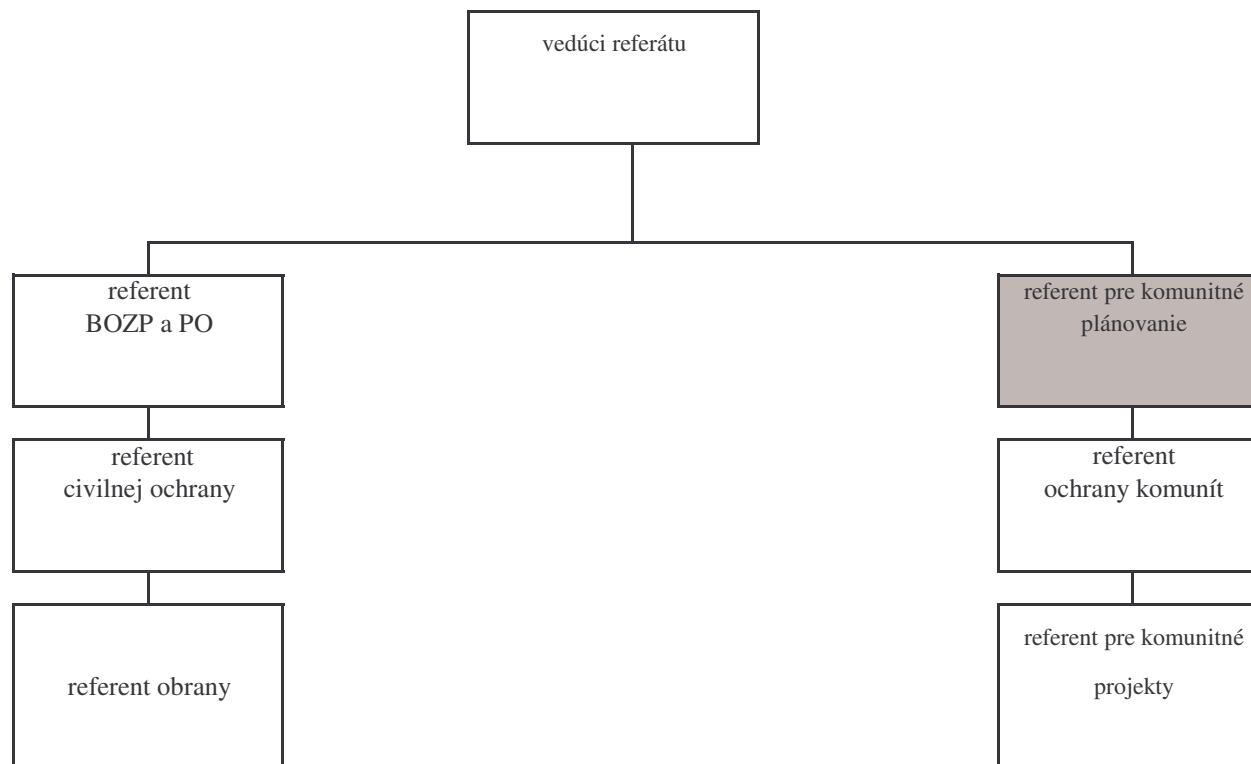 vedúci referátu
referent
BOZP a PO
referent pre komunitné
plánovanie
referent
civilnej ochrany
referent
ochrany komunít
referent obrany
referent pre komunitné
projekty